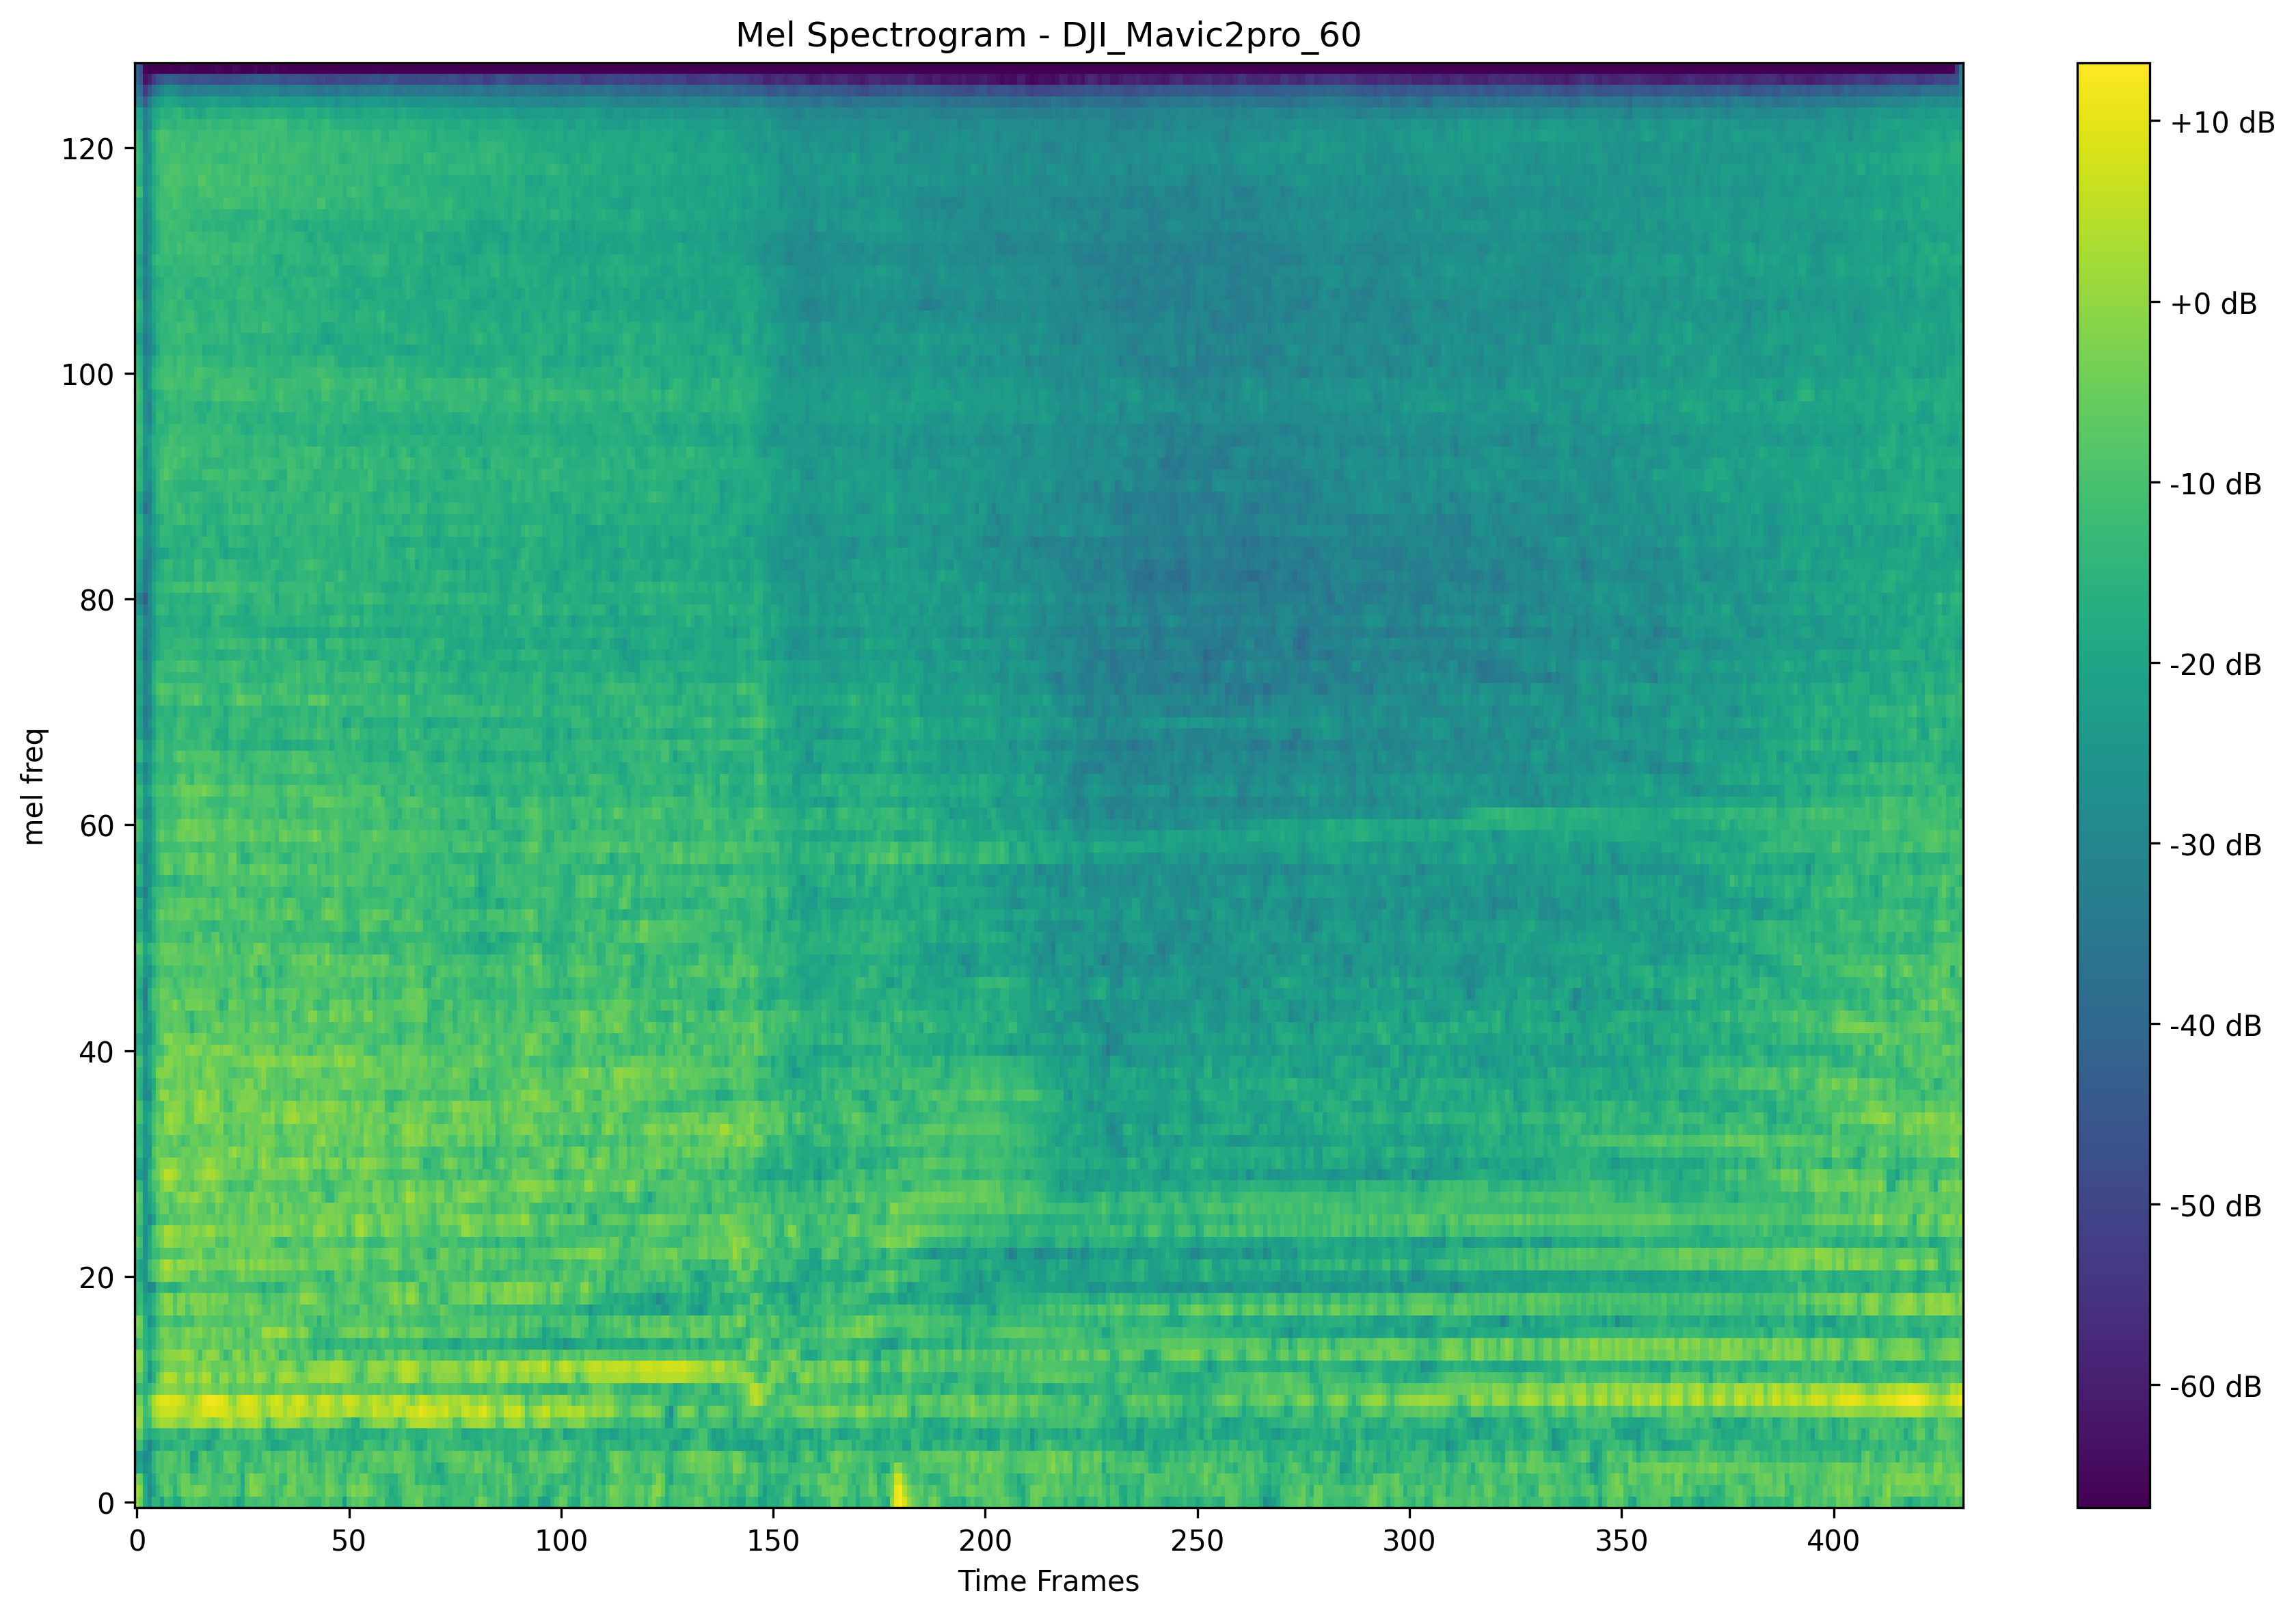 Mel Spectrogram - DJI_Mavic2pro_60
mel freq
120
100
80
60
40
20
0
0 50 100 150 200 250 300 350 400
Time Frames
+10 dB
+0 dB
-10 dB
-20 dB
-30 dB
-40 dB
-50 dB
-60 dB